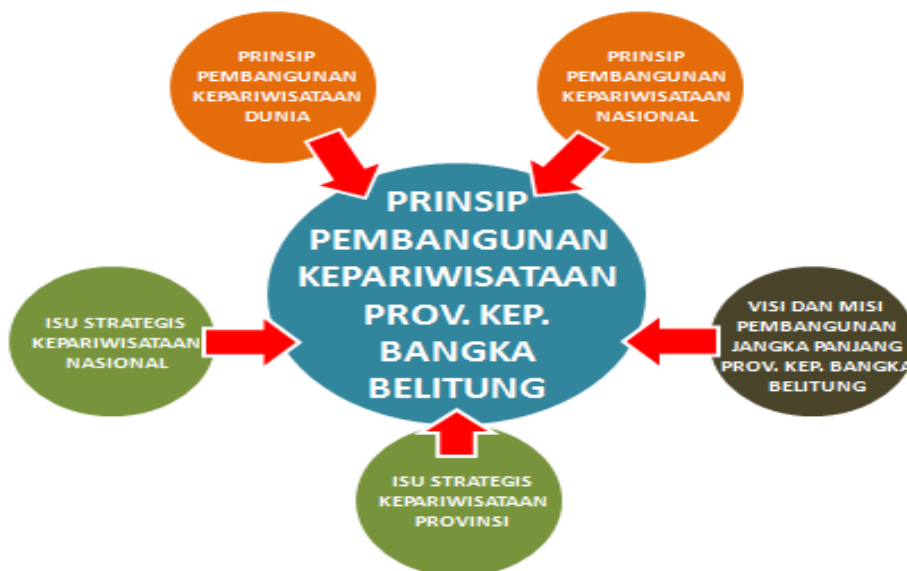 PRINSIP
PEMBANGUNAN
KEPARIWISATAAN
DUNIA
PRINSIP
PEMBANGUNAN
KEPARIWISATAAN
NASIONAL
PRINSIP
PEMBANGUNAN
KEPARIWISATAAN
PROV. KEP.
BANGKA
BELITUNG
ISU STRATEGIS
KEPARIWISATAAN
NASIONAL
VISI DAN MISI
PEMBANGUNAN
JANGKA PANJANG
PROV. KEP. BANGKA
BELITUNG
ISU STRATEGIS
KEPARIWISATAAN
PROVINSI